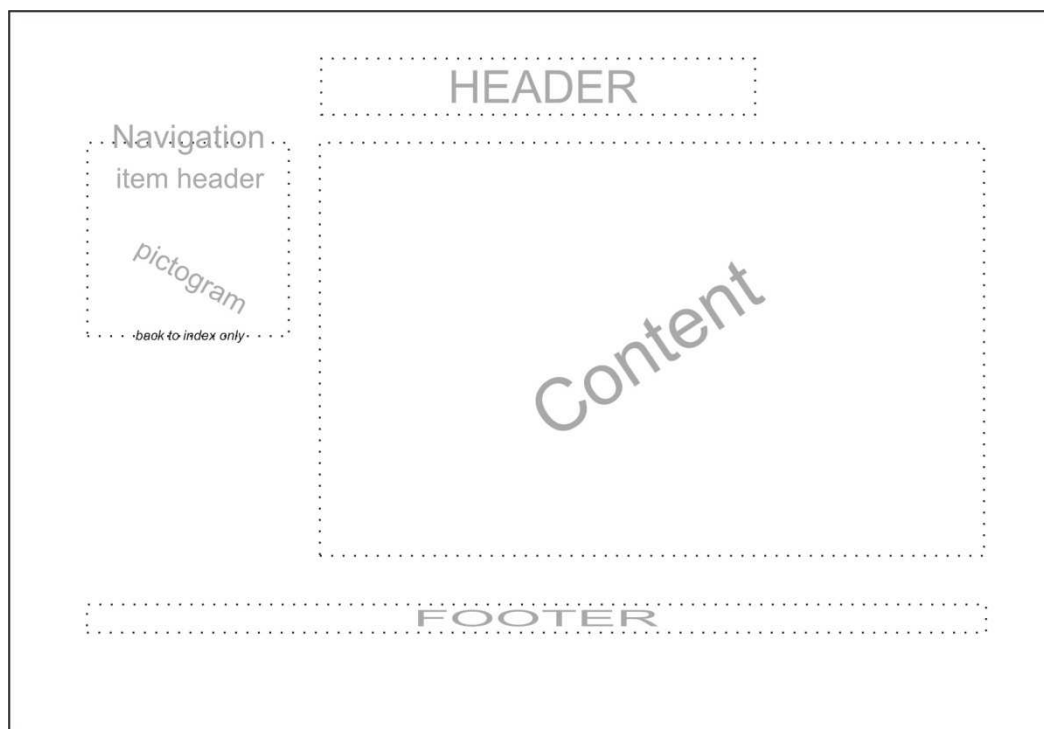 HEADER
Navigation
item header
pictogram
back to index only
Content
FOOTER